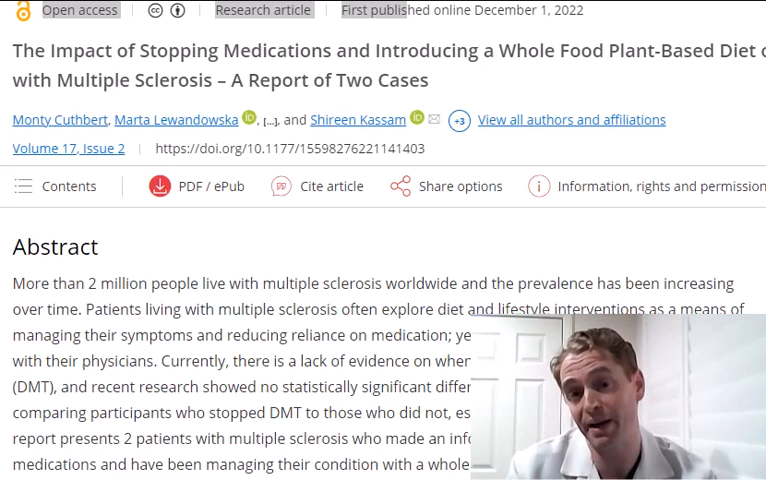 Open access
Research article
First published online December 1, 2022
The Impact of Stopping Medications and Introducing a Whole Food Plant-Based Diet
with Multiple Sclerosis – A Report of Two Cases
Monty Cuthbert, Marta Lewandowska iD, [...], and Shireen Kassam iD +3 View all authors and affiliations
Volume 17, Issue 2
https://doi.org/10.1177/15598276221141403
Contents
PDF / ePub
Cite article
Share options
Information, rights and permission
Abstract
More than 2 million people live with multiple sclerosis worldwide and the prevalence has been increasing
over time. Patients living with multiple sclerosis often explore diet and lifestyle interventions as a means of
managing their symptoms and reducing reliance on medication; ye
with their physicians. Currently, there is a lack of evidence on when
(DMT), and recent research showed no statistically significant differ
comparing participants who stopped DMT to those who did not, es
report presents 2 patients with multiple sclerosis who made an info
medications and have been managing their condition with a whole